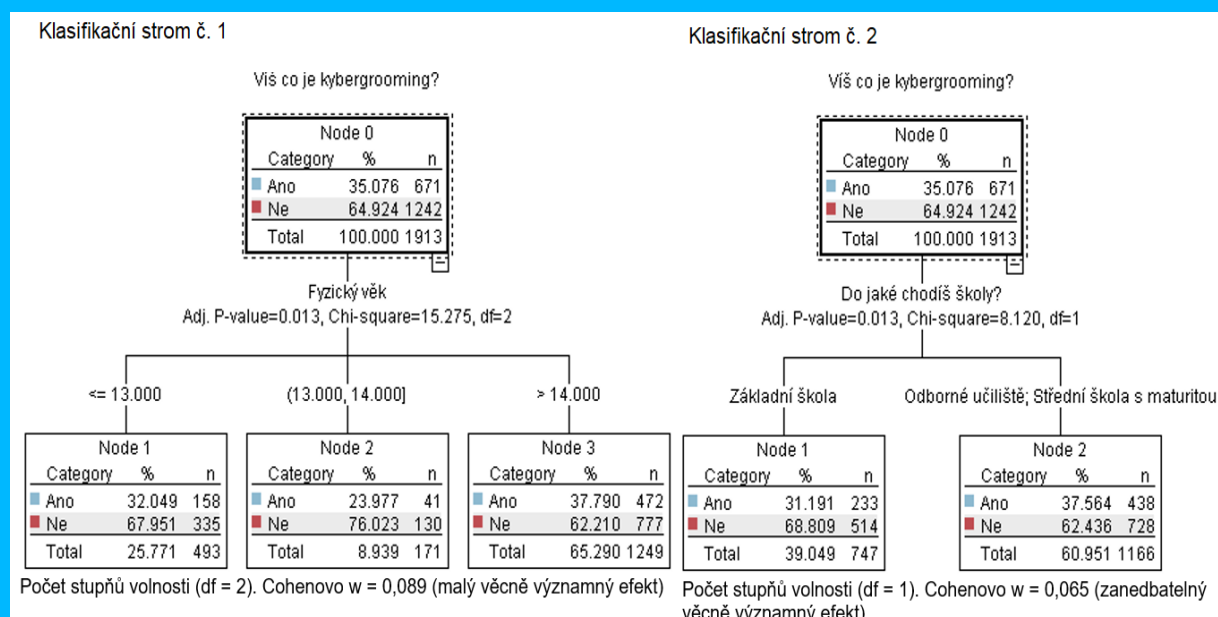 Klasifikační strom č. 1
Viš co je kybergrooming?
Node 0
Category % n
Ano 35.076 671
Ne 64.924 1242
Total 100.000 1913
Fyzický věk
Adj. P-value=0.013, Chi-square=15.275, df=2
<= 13.000
(13.000, 14.000]
> 14.000
Node 1
Category % n
Ano 32.049 158
Ne 67.951 335
Total 25.771 493
Node 2
Category % n
Ano 23.977 41
Ne 76.023 130
Total 8.939 171
Node 3
Category % n
Ano 37.790 472
Ne 62.210 777
Total 65.290 1249
Počet stupňů volnosti (df = 2). Cohenovo w = 0,089 (malý věcně významný efekt)
Klasifikační strom č. 2
Víš co je kybergrooming?
Node 0
Category % n
Ano 35.076 671
Ne 64.924 1242
Total 100.000 1913
Do jaké chodíš školy?
Adj. P-value=0.013, Chi-square=8.120, df=1
Základní škola
Odborné učiliště; Střední škola s maturitou
Node 1
Category % n
Ano 31.191 233
Ne 68.809 514
Total 39.049 747
Node 2
Category % n
Ano 37.564 438
Ne 62.436 728
Total 60.951 1166
Počet stupňů volnosti (df = 1). Cohenovo w = 0,065 (zanedbatelný
věcně významný efekt)